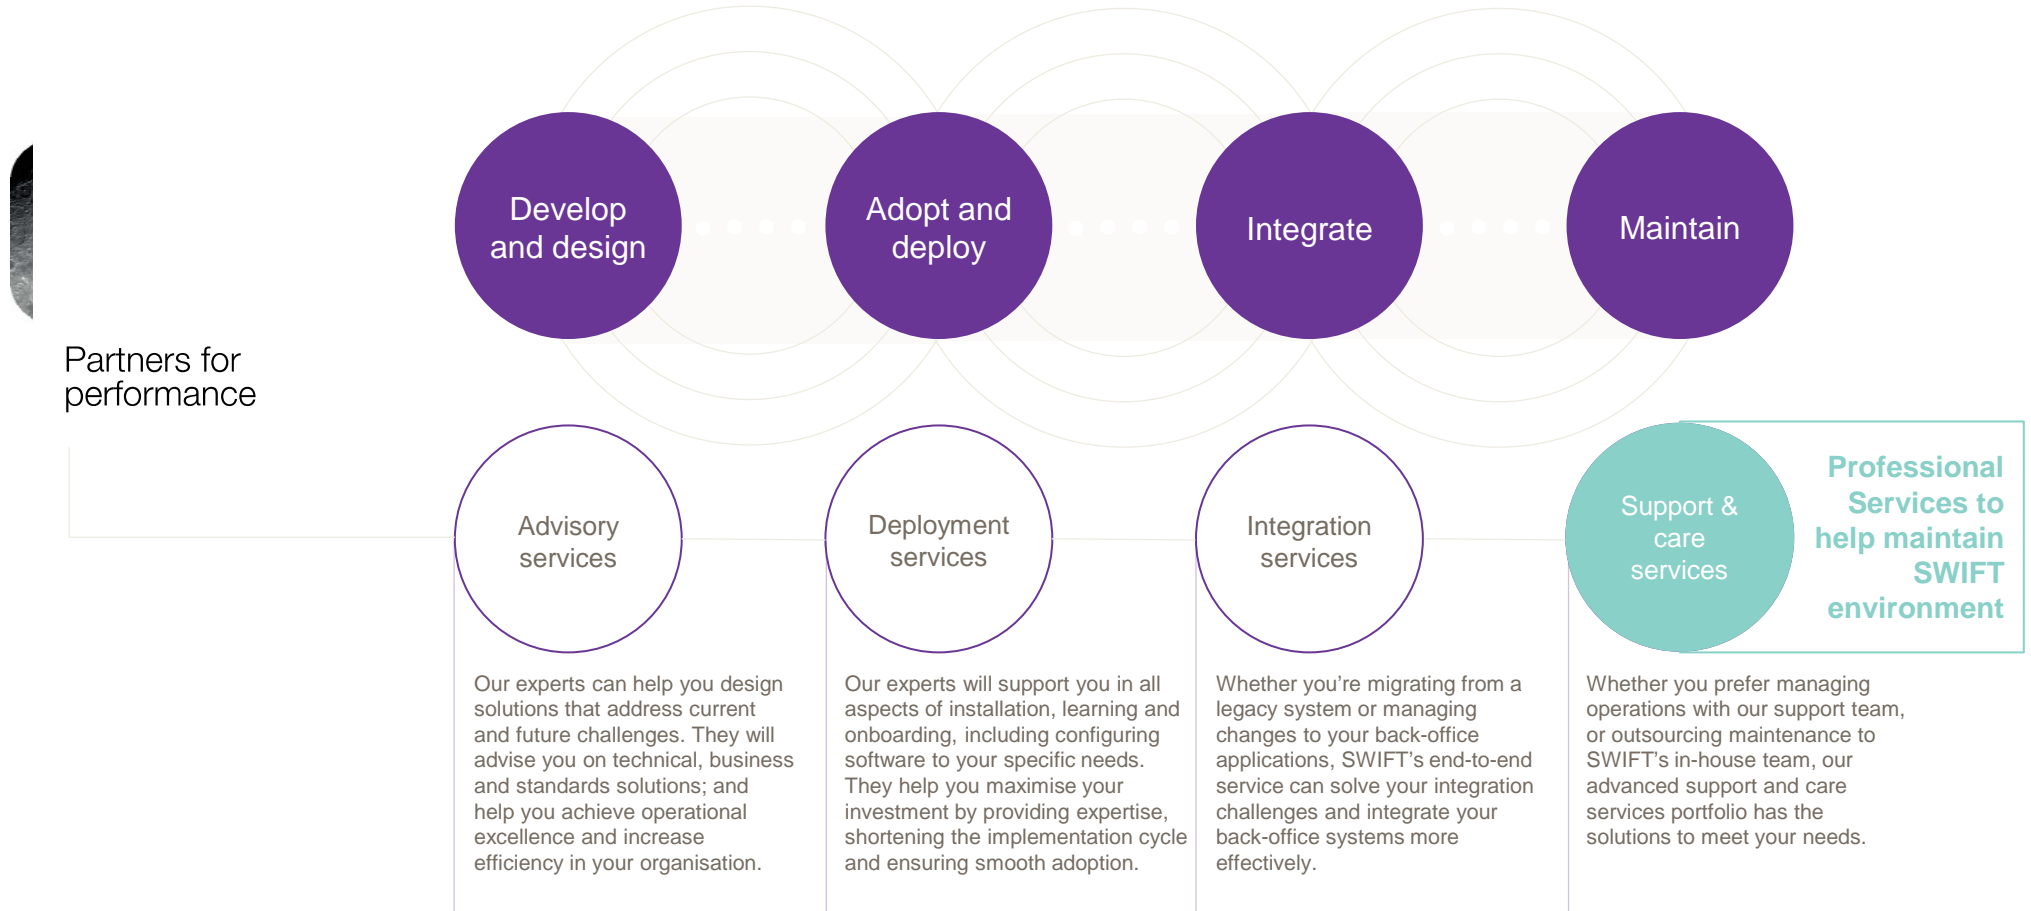 Develop
and design
Adopt and
deploy
Integrate
Maintain
Partners for
performance
Advisory
services
Deployment
services
Integration
services
Support &
care
services
Professional
Services to
help maintain
SWIFT
environment
Our experts can help you design
solutions that address current
and future challenges. They will
advise you on technical, business
and standards solutions; and
help you achieve operational
excellence and increase
efficiency in your organisation.
Our experts will support you in all
aspects of installation, learning and
onboarding, including configuring
software to your specific needs.
They help you maximise your
investment by providing expertise,
shortening the implementation cycle
and ensuring smooth adoption.
Whether you’re migrating from a
legacy system or managing
changes to your back-office
applications, SWIFT’s end-to-end
service can solve your integration
challenges and integrate your
back-office systems more
effectively.
Whether you prefer managing
operations with our support team,
or outsourcing maintenance to
SWIFT’s in-house team, our
advanced support and care
services portfolio has the
solutions to meet your needs.